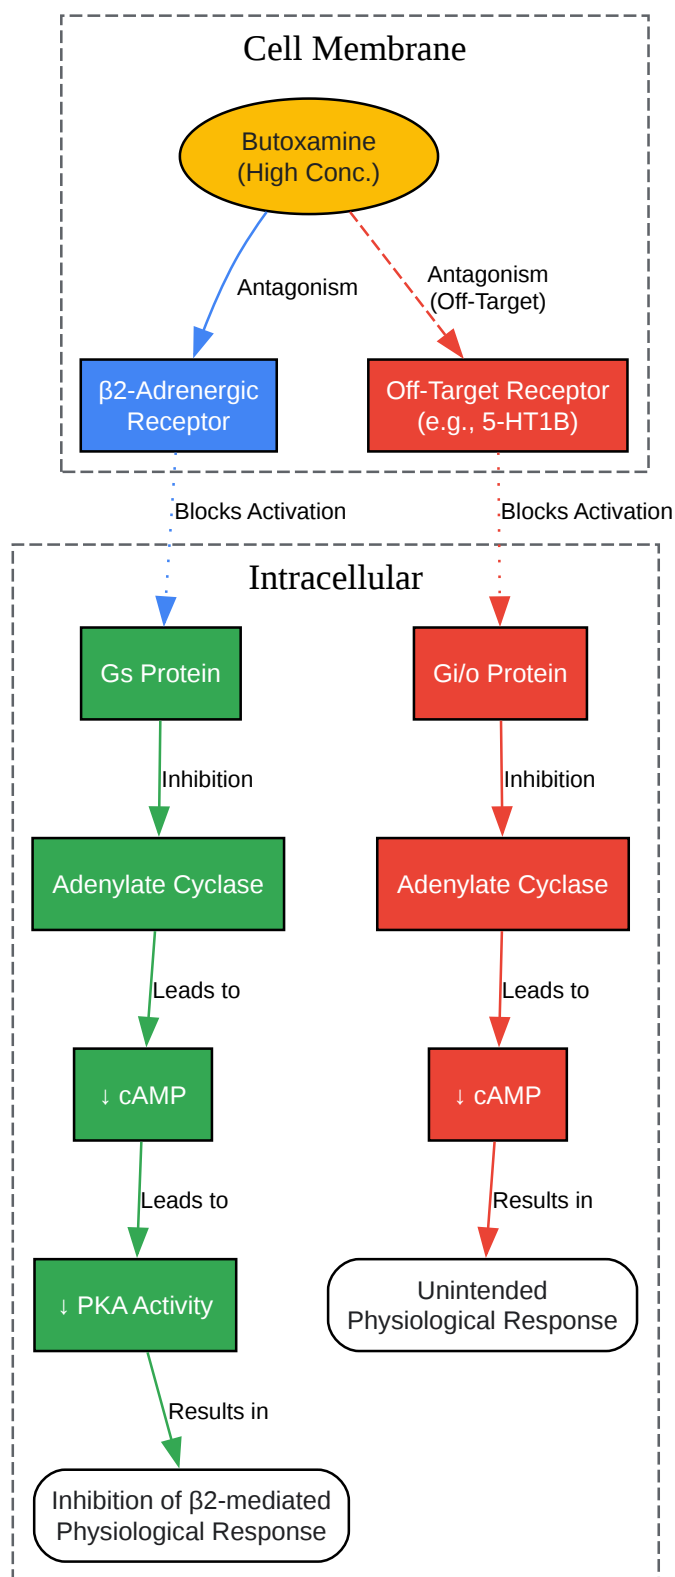 Cell Membrane
Butoxamine
(High Conc.)
Antagonism
Antagonism
(Off-Target)
β2-Adrenergic
Receptor
Off-Target Receptor
(e.g., 5-HT1B)
Blocks Activation
Blocks Activation
Intracellular
Gs Protein
Gi/o Protein
Inhibition
Inhibition
Adenylate Cyclase
Adenylate Cyclase
Leads to
Leads to
↓ cAMP
↓ cAMP
Leads to
Results in
↓ PKA Activity
Unintended
Physiological Response
Results in
Inhibition of β2-mediated
Physiological Response